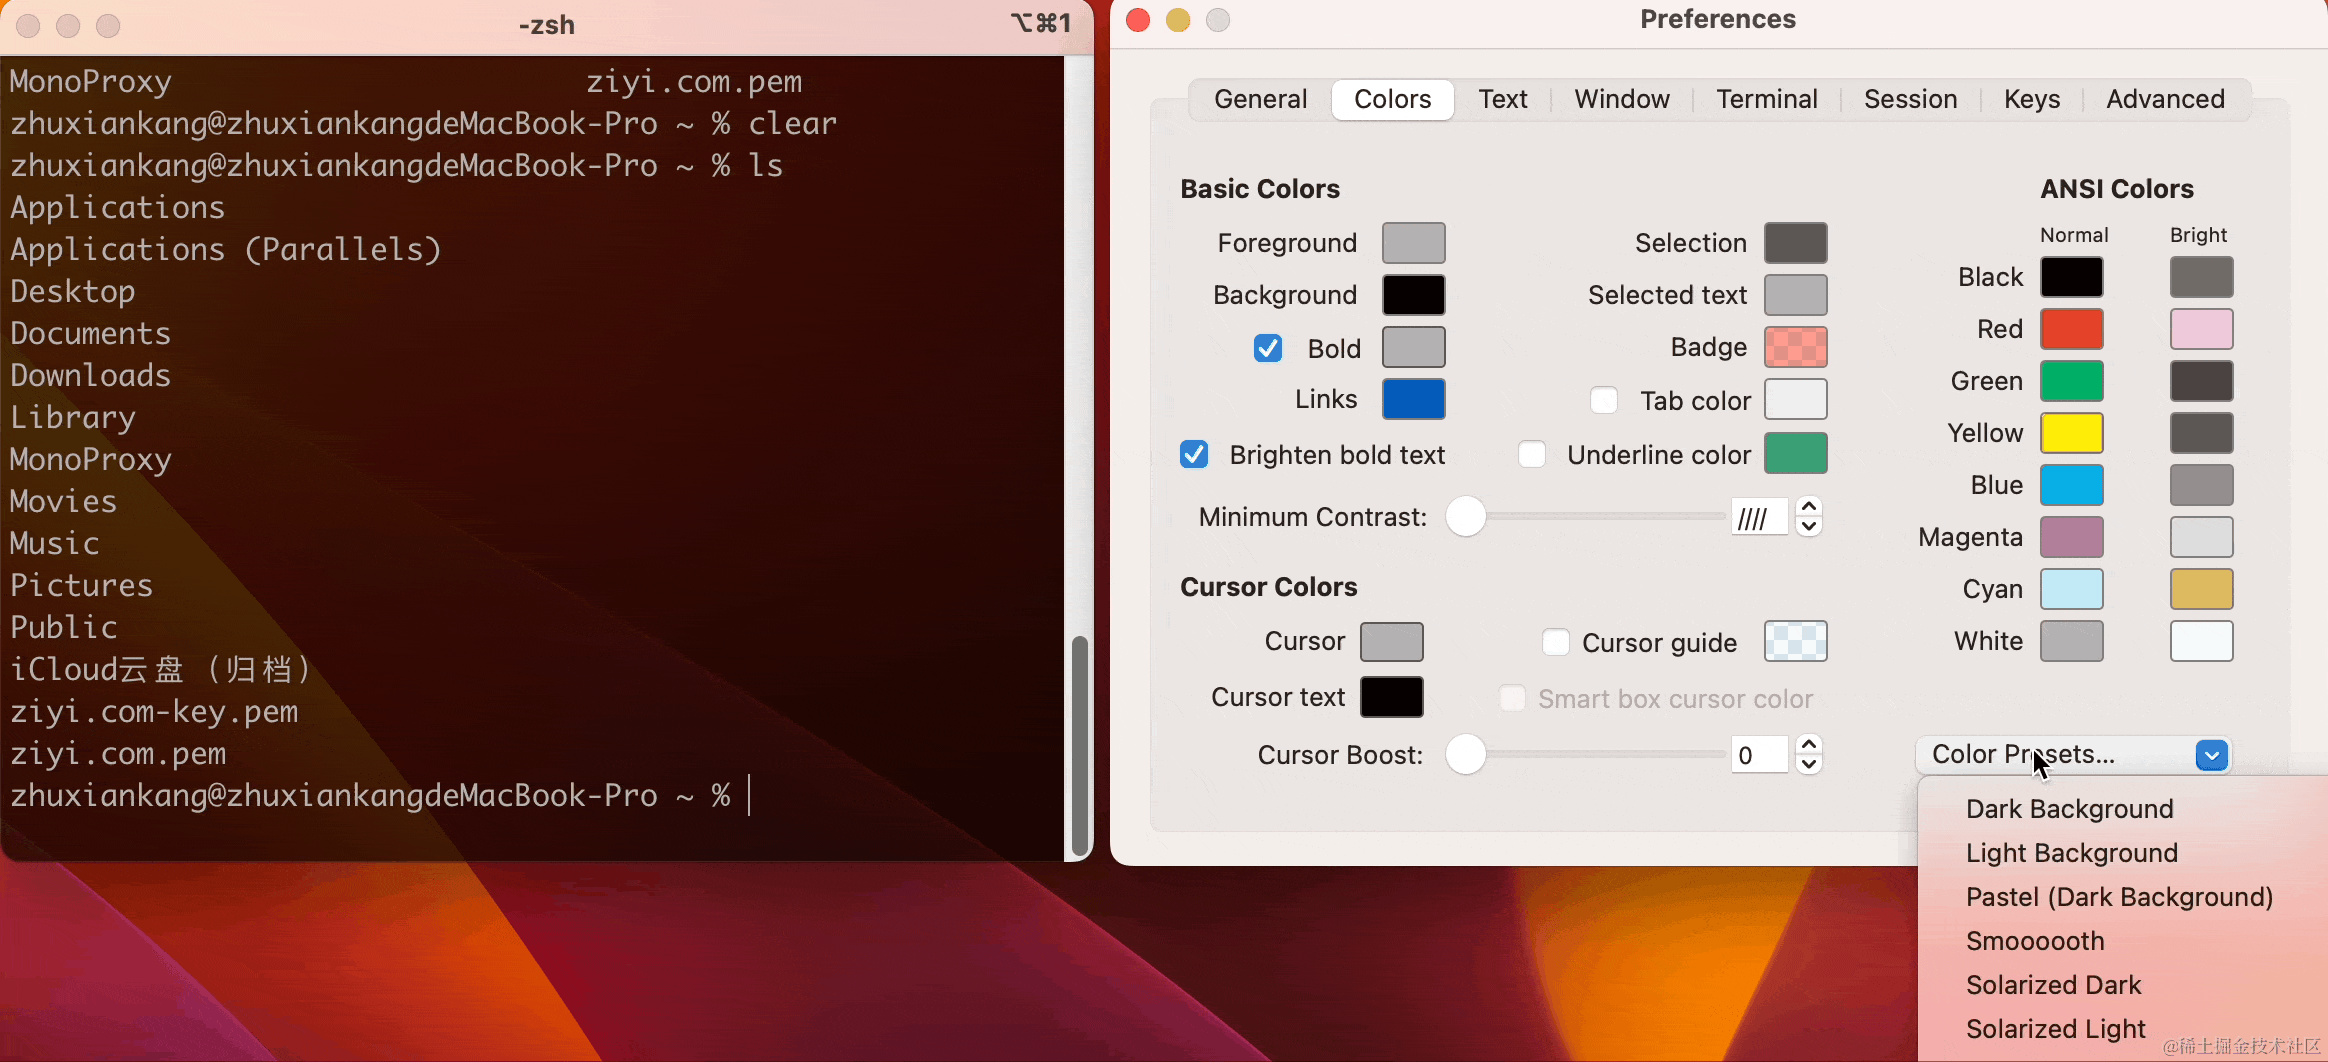 -zsh
⌥⌘1
MonoProxy ziyi.com.pem
zhuxiankang@zhuxiankangdeMacBook-Pro ~ % clear
zhuxiankang@zhuxiankangdeMacBook-Pro ~ % ls
Applications
Applications (Parallels)
Desktop
Documents
Downloads
Library
MonoProxy
Movies
Music
Pictures
Public
iCloud云盘（归档）
ziyi.com-key.pem
ziyi.com.pem
zhuxiankang@zhuxiankangdeMacBook-Pro ~ %
Preferences
General Colors Text Window Terminal Session Keys Advanced
Basic Colors
Foreground
Background
Bold
Links
Brighten bold text
Selection
Selected text
Badge
Tab color
Underline color
Minimum Contrast: ////
Cursor Colors
Cursor
Cursor guide
Cursor text
Smart box cursor color
Cursor Boost: 0
ANSI Colors
Normal Bright
Black
Red
Green
Yellow
Blue
Magenta
Cyan
White
Color Presets...
Dark Background
Light Background
Pastel (Dark Background)
Smoooooth
Solarized Dark
Solarized Light
@稀土掘金技术社区